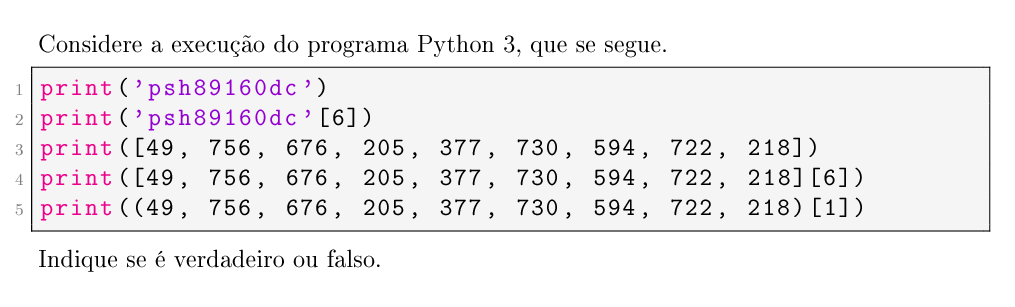 Considere a execução do programa Python 3, que se segue.
1 print('psh89160dc')
2 print('psh89160dc'[6])
3 print([49, 756, 676, 205, 377, 730, 594, 722, 218])
4 print([49, 756, 676, 205, 377, 730, 594, 722, 218][6])
5 print((49, 756, 676, 205, 377, 730, 594, 722, 218)[1])
Indique se é verdadeiro ou falso.